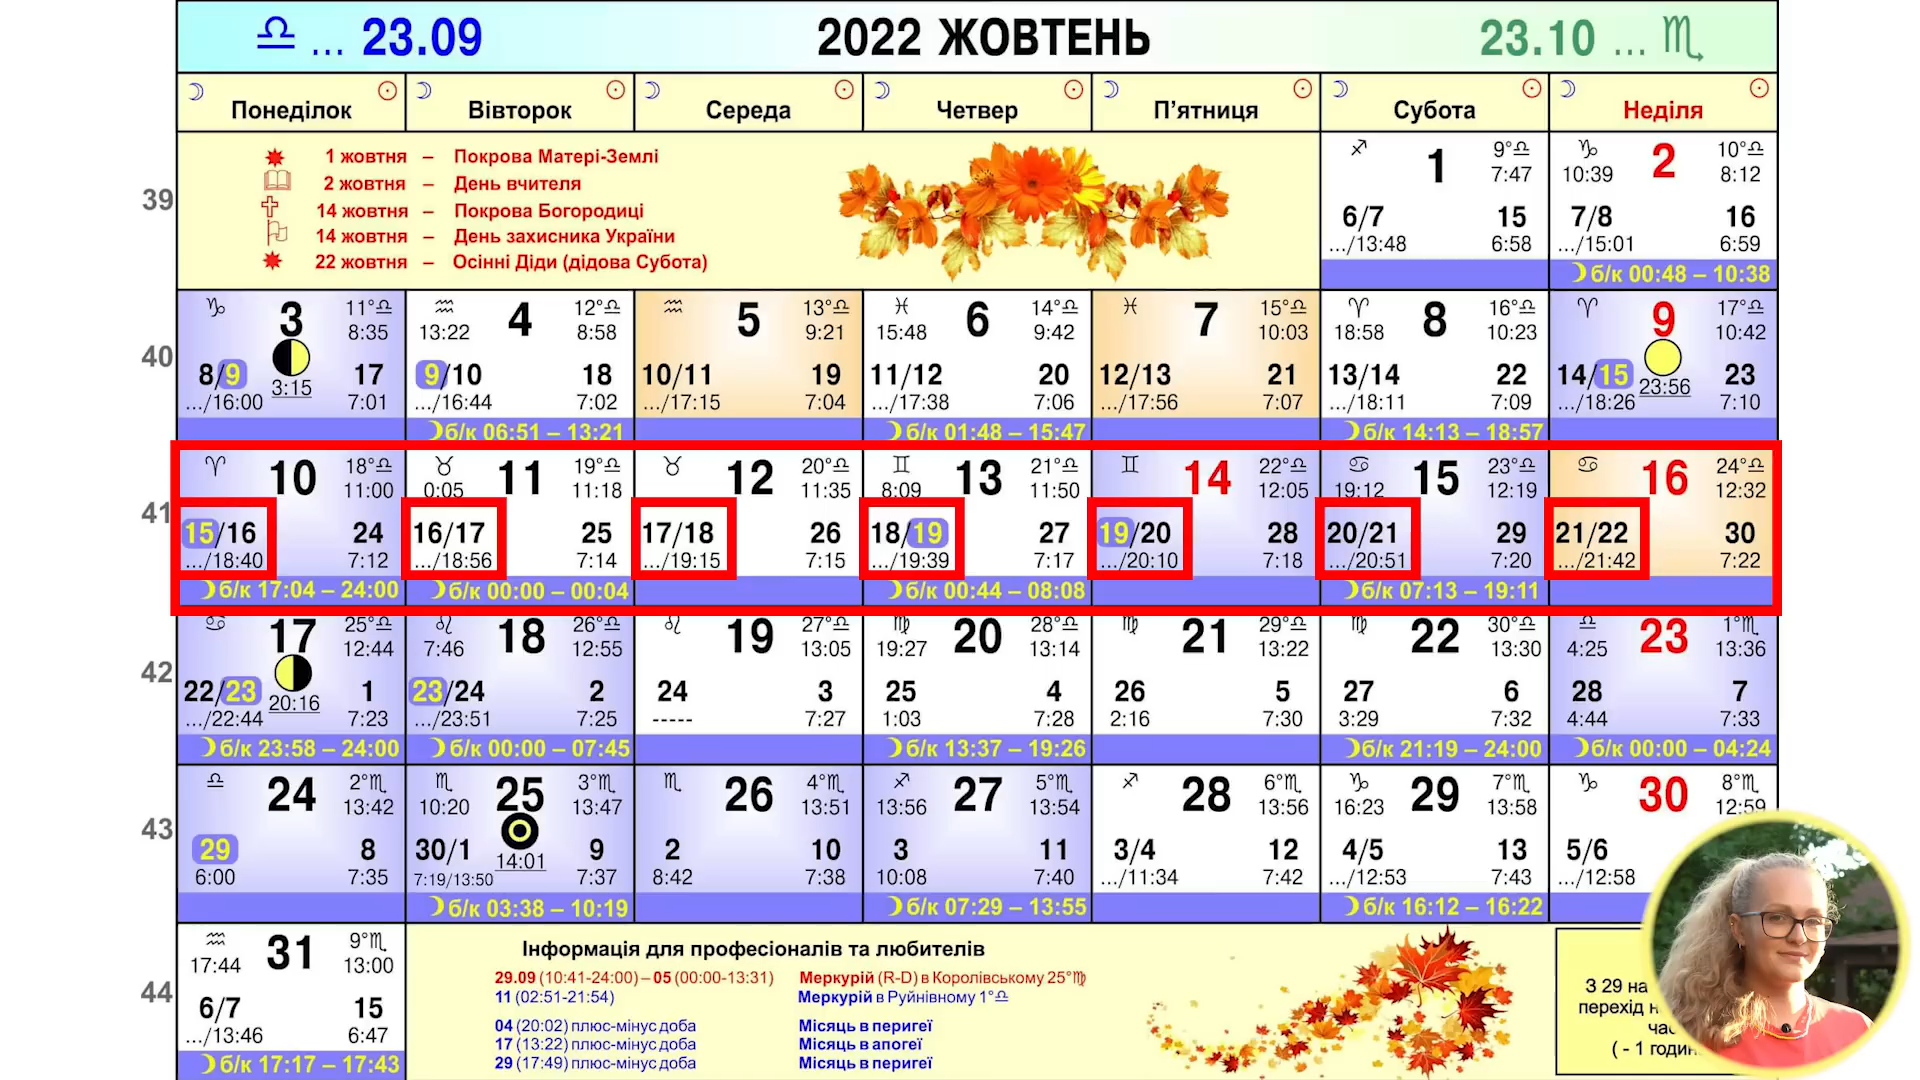 ♎ ... 23.09 2022 ЖОВТЕНЬ 23.10 ... ♏
Понеділок Вівторок Середа Четвер П'ятниця Субота Неділя
39
1 жовтня – Покрова Матері-Землі
2 жовтня – День вчителя
14 жовтня – Покрова Богородиці
14 жовтня – День захисника України
22 жовтня – Осінні Діди (дідова Субота)
♐ 1 9°♎ ♑ 2 10°♎
7:47 10:39 8:12
6/7 15 7/8 16
.../13:48 6:58 .../15:01 6:59
б/к 00:48 – 10:38
40
♑ 3 11°♎ ♒ 4 12°♎ ♒ 5 13°♎ ♓ 6 14°♎ ♓ 7 15°♎ ♈ 8 16°♎ ♈ 9 17°♎
8:35 13:22 8:58 9:21 15:48 9:42 10:03 18:58 10:23 10:42
8/9 17 9/10 18 10/11 19 11/12 20 12/13 21 13/14 22 14/15 23
.../16:00 3:15 7:01 .../16:44 7:02 .../17:15 7:04 .../17:38 7:06 .../17:56 7:07 .../18:11 7:09 .../18:26 23:56 7:10
б/к 06:51 – 13:21 б/к 01:48 – 15:47 б/к 14:13 – 18:57
41
♈ 10 18°♎ ♉ 11 19°♎ ♉ 12 20°♎ ♊ 13 21°♎ ♊ 14 22°♎ ♋ 15 23°♎ ♋ 16 24°♎
11:00 0:05 11:18 11:35 8:09 11:50 12:05 19:12 12:19 12:32
15/16 24 16/17 25 17/18 26 18/19 27 19/20 28 20/21 29 21/22 30
.../18:40 7:12 .../18:56 7:14 .../19:15 7:15 .../19:39 7:17 .../20:10 7:18 .../20:51 7:20 .../21:42 7:22
б/к 17:04 – 24:00 б/к 00:00 – 00:04 б/к 00:44 – 08:08 б/к 07:13 – 19:11
42
♋ 17 25°♎ ♌ 18 26°♎ ♌ 19 27°♎ ♍ 20 28°♎ ♍ 21 29°♎ ♍ 22 30°♎ ♎ 23 1°♏
12:44 7:46 12:55 13:05 19:27 13:14 13:22 13:30 4:25 13:36
22/23 1 23/24 2 24 3 25 4 26 5 27 6 28 7
.../22:44 20:16 7:23 .../23:51 7:25 ----- 7:27 1:03 7:28 2:16 7:30 3:29 7:32 4:44 7:33
б/к 23:58 – 24:00 б/к 00:00 – 07:45 б/к 13:37 – 19:26 б/к 21:19 – 24:00 б/к 00:00 – 04:24
43
♎ 24 2°♏ ♏ 25 3°♏ ♏ 26 4°♏ ♐ 27 5°♏ ♐ 28 6°♏ ♑ 29 7°♏ ♑ 30 8°♏
13:42 10:20 13:47 13:51 13:56 13:54 13:56 16:23 13:58 12:59
29 8 30/1 9 2 10 3 11 3/4 12 4/5 13 5/6
6:00 7:35 7:19/13:50 14:01 7:37 8:42 7:38 10:08 7:40 .../11:34 7:42 .../12:53 7:43 .../12:58
б/к 03:38 – 10:19 б/к 07:29 – 13:55 б/к 16:12 – 16:22
44
♒ 31 9°♏
17:44 13:00
6/7 15
.../13:46 6:47
б/к 17:17 – 17:43
Інформація для професіоналів та любителів
29.09 (10:41-24:00) – 05 (00:00-13:31) Меркурій (R-D) в Королівському 25°♍
11 (02:51-21:54) Меркурій в Руйнівному 1°♎
04 (20:02) плюс-мінус доба Місяць в перигеї
17 (13:22) плюс-мінус доба Місяць в апогеї
29 (17:49) плюс-мінус доба Місяць в перигеї
З 29 на
перехід
час
( - 1 годин